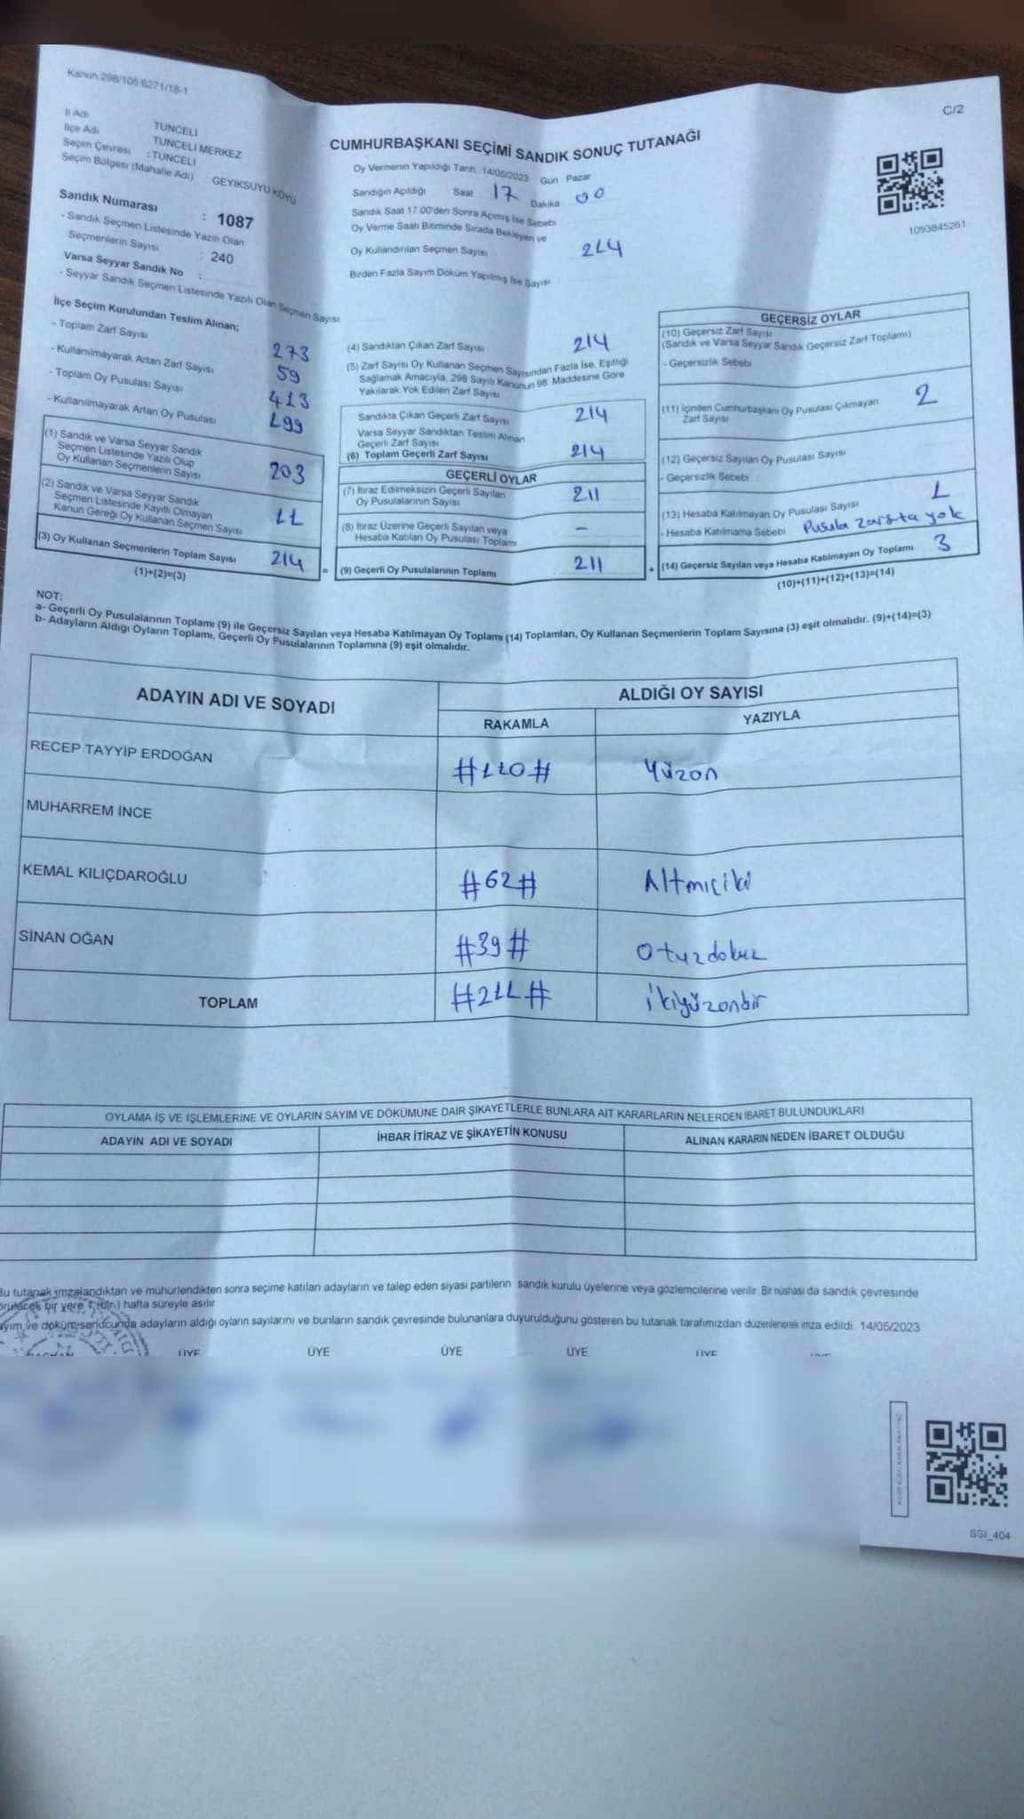 Kanun:298/105 6271/18-1
C/2
İl Adı TUNCELİ
İlçe Adı TUNCELİ MERKEZ
Seçim Çevresi :TUNCELİ
Seçim Bölgesi (Mahalle Adı) GEYİKSUYU KÖYÜ
CUMHURBAŞKANI SEÇİMİ SANDIK SONUÇ TUTANAĞI
Oy Vermenin Yapıldığı Tarih: 14/05/2023 Gün Pazar
Sandığın Açıldığı Saat 17 Dakika 00
Sandık Saat 17.00'den Sonra Açılmış İse Sebebi
Oy Verme Saati Bitiminde Sırada Bekleyen ve
Oy Kullandırılan Seçmen Sayısı 214
Birden Fazla Sayım Döküm Yapılmış İse Sayısı
1093845261
Sandık Numarası : 1087
- Sandık Seçmen Listesinde Yazılı Olan
Seçmenlerin Sayısı : 240
Varsa Seyyar Sandık No :
- Seyyar Sandık Seçmen Listesinde Yazılı Olan Seçmen Sayısı
İlçe Seçim Kurulundan Teslim Alınan;
- Toplam Zarf Sayısı 273
- Kullanılmayarak Artan Zarf Sayısı 59
- Toplam Oy Pusulası Sayısı 413
- Kullanılmayarak Artan Oy Pusulası 199
(1) Sandık ve Varsa Seyyar Sandık
Seçmen Listesinde Yazılı Olup
Oy Kullanan Seçmenlerin Sayısı 203
(2) Sandık ve Varsa Seyyar Sandık
Seçmen Listesinde Kayıtlı Olmayan
Kanun Gereği Oy Kullanan Seçmen Sayısı 11
(3) Oy Kullanan Seçmenlerin Toplam Sayısı 214
(1)+(2)=(3)
=
(4) Sandıktan Çıkan Zarf Sayısı 214
(5) Zarf Sayısı Oy Kullanan Seçmen Sayısından Fazla İse, Eşitliği
Sağlamak Amacıyla, 298 Sayılı Kanunun 98. Maddesine Göre
Yakılarak Yok Edilen Zarf Sayısı
Sandıkta Çıkan Geçerli Zarf Sayısı 214
Varsa Seyyar Sandıktan Teslim Alınan
Geçerli Zarf Sayısı
(6) Toplam Geçerli Zarf Sayısı 214
GEÇERLİ OYLAR
(7) İtiraz Edilmeksizin Geçerli Sayılan
Oy Pusulalarının Sayısı 211
(8) İtiraz Üzerine Geçerli Sayılan veya
Hesaba Katılan Oy Pusulası Toplamı -
(9) Geçerli Oy Pusulalarının Toplamı 211
+
GEÇERSİZ OYLAR
(10) Geçersiz Zarf Sayısı
(Sandık ve Varsa Seyyar Sandık Geçersiz Zarf Toplamı)
- Geçersizlik Sebebi
(11) İçinden Cumhurbaşkanı Oy Pusulası Çıkmayan
Zarf Sayısı 2
(12) Geçersiz Sayılan Oy Pusulası Sayısı
- Geçersizlik Sebebi
(13) Hesaba Katılmayan Oy Pusulası Sayısı 1
- Hesaba Katılmama Sebebi Pusula zarfta yok
(14) Geçersiz Sayılan veya Hesaba Katılmayan Oy Toplamı 3
(10)+(11)+(12)+(13)=(14)
NOT:
a- Geçerli Oy Pusulalarının Toplamı (9) ile Geçersiz Sayılan veya Hesaba Katılmayan Oy Toplamı (14) Toplamları, Oy Kullanan Seçmenlerin Toplam Sayısına (3) eşit olmalıdır. (9)+(14)=(3)
b- Adayların Aldığı Oyların Toplamı, Geçerli Oy Pusulalarının Toplamına (9) eşit olmalıdır.
ADAYIN ADI VE SOYADI ALDIĞI OY SAYISI
RAKAMLA YAZIYLA
RECEP TAYYİP ERDOĞAN #110# Yüzon
MUHARREM İNCE
KEMAL KILIÇDAROĞLU #62# Altmışiki
SİNAN OĞAN #39# Otuzdokuz
TOPLAM #211# ikiyüzonbir
OYLAMA İŞ VE İŞLEMLERİNE VE OYLARIN SAYIM VE DÖKÜMÜNE DAİR ŞİKAYETLERLE BUNLARA AİT KARARLARIN NELERDEN İBARET BULUNDUKLARI
ADAYIN ADI VE SOYADI İHBAR İTİRAZ VE ŞİKAYETİN KONUSU ALINAN KARARIN NEDEN İBARET OLDUĞU
Bu tutanak imzalandıktan ve mühürlendikten sonra seçime katılan adayların ve talep eden siyasi partilerin sandık kurulu üyelerine veya gözlemcilerine verilir. Bir nüshası da sandık çevresinde
bir yere 1 (bir) hafta süreyle asılır
ve döküm sonucunda adayların aldığı oyların sayılarını ve bunların sandık çevresinde bulunanlara duyurulduğunu gösteren bu tutanak tarafımızdan düzenlenerek imza edildi. 14/05/2023
ÜYE ÜYE ÜYE ÜYE ÜYE
SSI_404